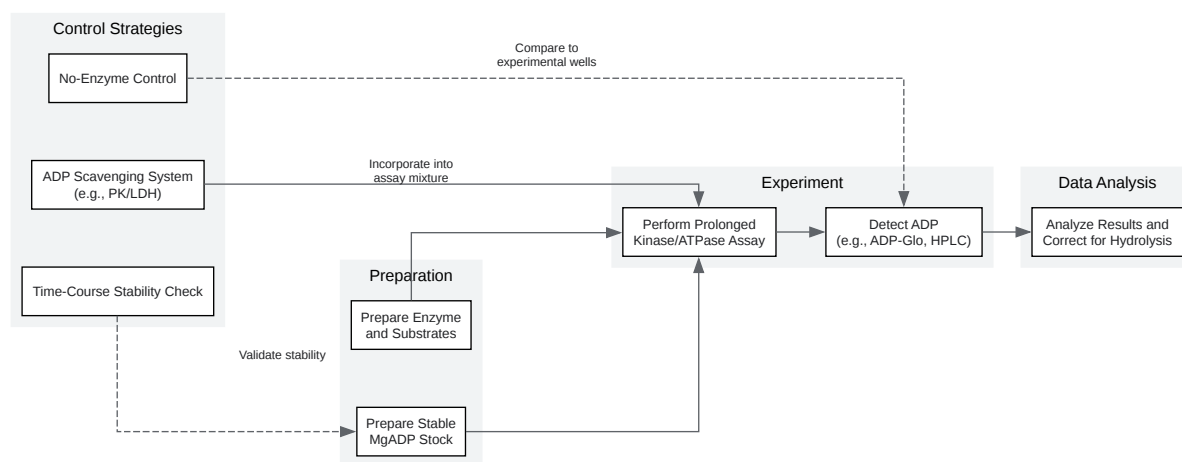 Control Strategies
No-Enzyme Control
Compare to
experimental wells
ADP Scavenging System
(e.g., PK/LDH)
Incorporate into
assay mixture
Time-Course Stability Check
Validate stability
Preparation
Prepare Enzyme
and Substrates
Prepare Stable
MgADP Stock
Experiment
Perform Prolonged
Kinase/ATPase Assay
Detect ADP
(e.g., ADP-Glo, HPLC)
Data Analysis
Analyze Results and
Correct for Hydrolysis